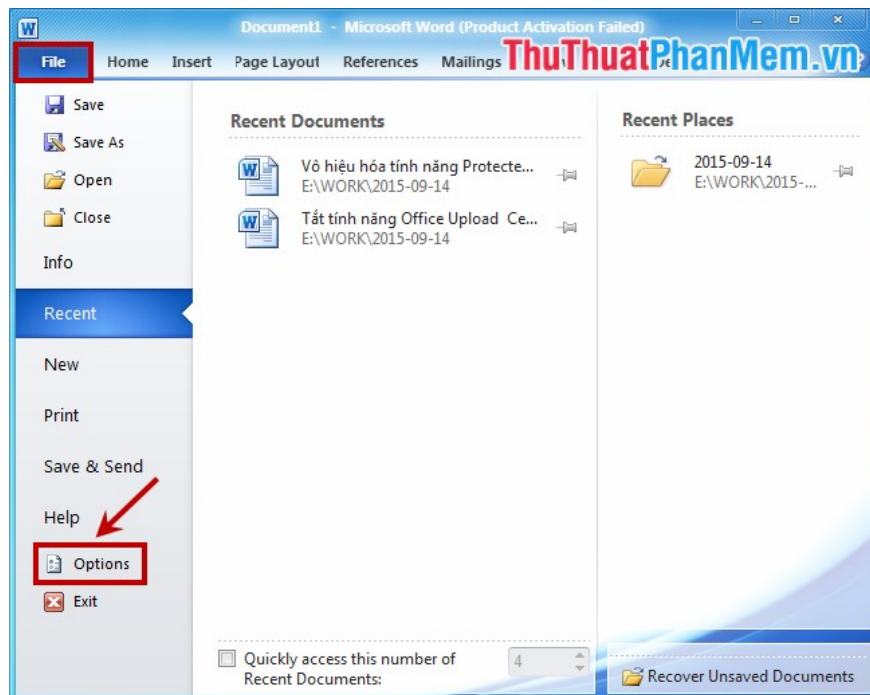 Document1 - Microsoft Word (Product Activation Failed)
File Home Insert Page Layout References Mailings
ThuThuatPhanMem.vn
Save
Save As
Open
Close
Info
Recent
New
Print
Save & Send
Help
Options
Exit
Recent Documents
Vô hiệu hóa tính năng Protecte...
E:\WORK\2015-09-14
Tắt tính năng Office Upload Ce...
E:\WORK\2015-09-14
Quickly access this number of
Recent Documents:
4
Recent Places
2015-09-14
E:\WORK\2015-...
Recover Unsaved Documents